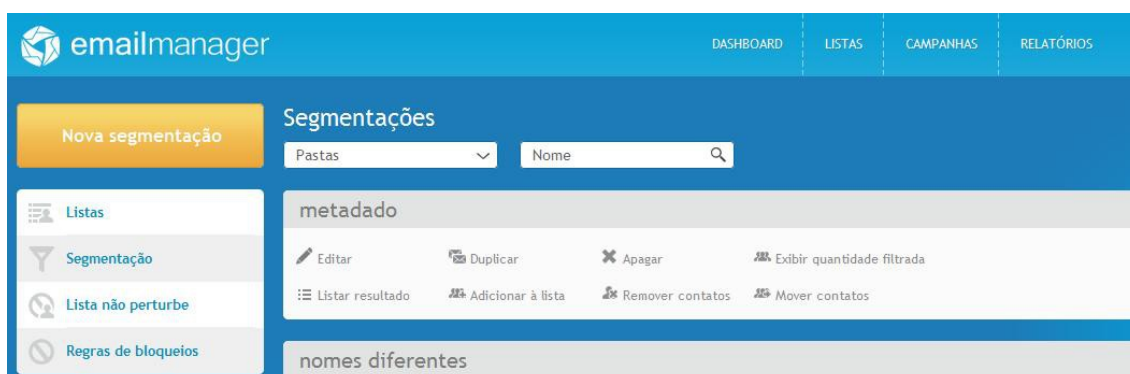 emailmanager
DASHBOARD LISTAS CAMPANHAS RELATÓRIOS
Nova segmentação
Segmentações
Pastas Nome
Listas
Segmentação
Lista não perturbe
Regras de bloqueios
metadado
Editar Duplicar Apagar Exibir quantidade filtrada
Listar resultado Adicionar à lista Remover contatos Mover contatos
nomes diferentes